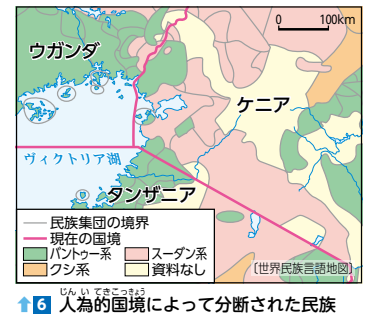 0 100km
ウガンダ
ケニア
ヴィクトリア湖
タンザニア
民族集団の境界
現在の国境
バントゥー系 スーダン系
クシ系 資料なし
[世界民族言語地図]
じんいてきこっきょう
↑6 人為的国境によって分断された民族